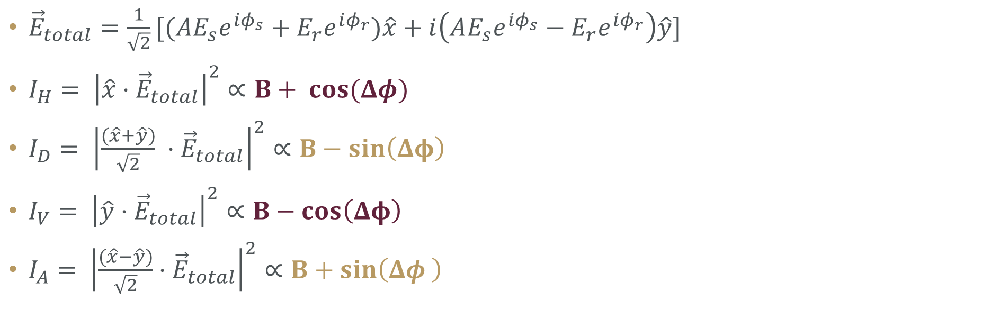 • E⃗_total = 1/√2 [(AE_s e^{iϕ_s} + E_r e^{iϕ_r})x̂ + i(AE_s e^{iϕ_s} − E_r e^{iϕ_r})ŷ]
• I_H = |x̂ · E⃗_total|² ∝ B + cos(Δϕ)
• I_D = |(x̂+ŷ)/√2 · E⃗_total|² ∝ B − sin(Δϕ)
• I_V = |ŷ · E⃗_total|² ∝ B − cos(Δϕ)
• I_A = |(x̂−ŷ)/√2 · E⃗_total|² ∝ B + sin(Δϕ )